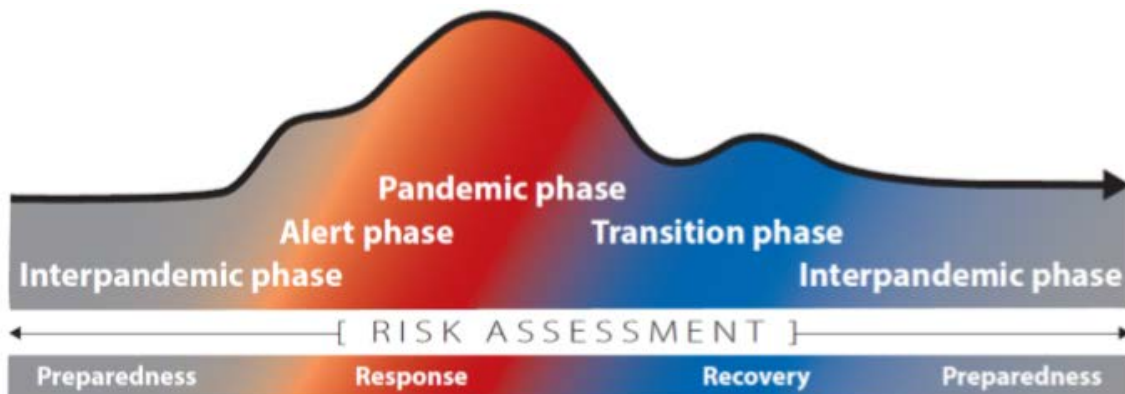 Pandemic phase
Alert phase
Transition phase
Interpandemic phase
Interpandemic phase
[ RISK ASSESSMENT ]
Preparedness
Response
Recovery
Preparedness